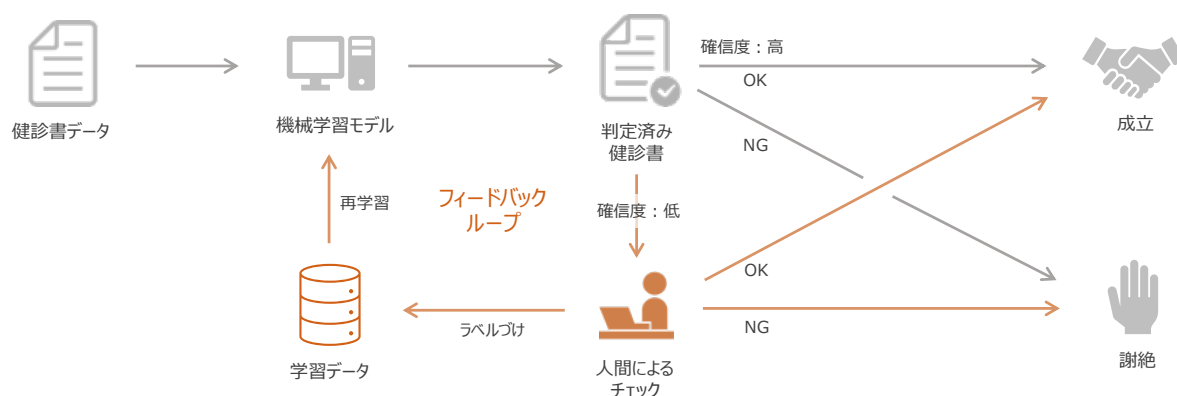 確信度：高
OK
健診書データ
機械学習モデル
判定済み
健診書
成立
NG
再学習
フィードバック
ループ
確信度：低
OK
NG
ラベルづけ
学習データ
人間による
チェック
謝絶